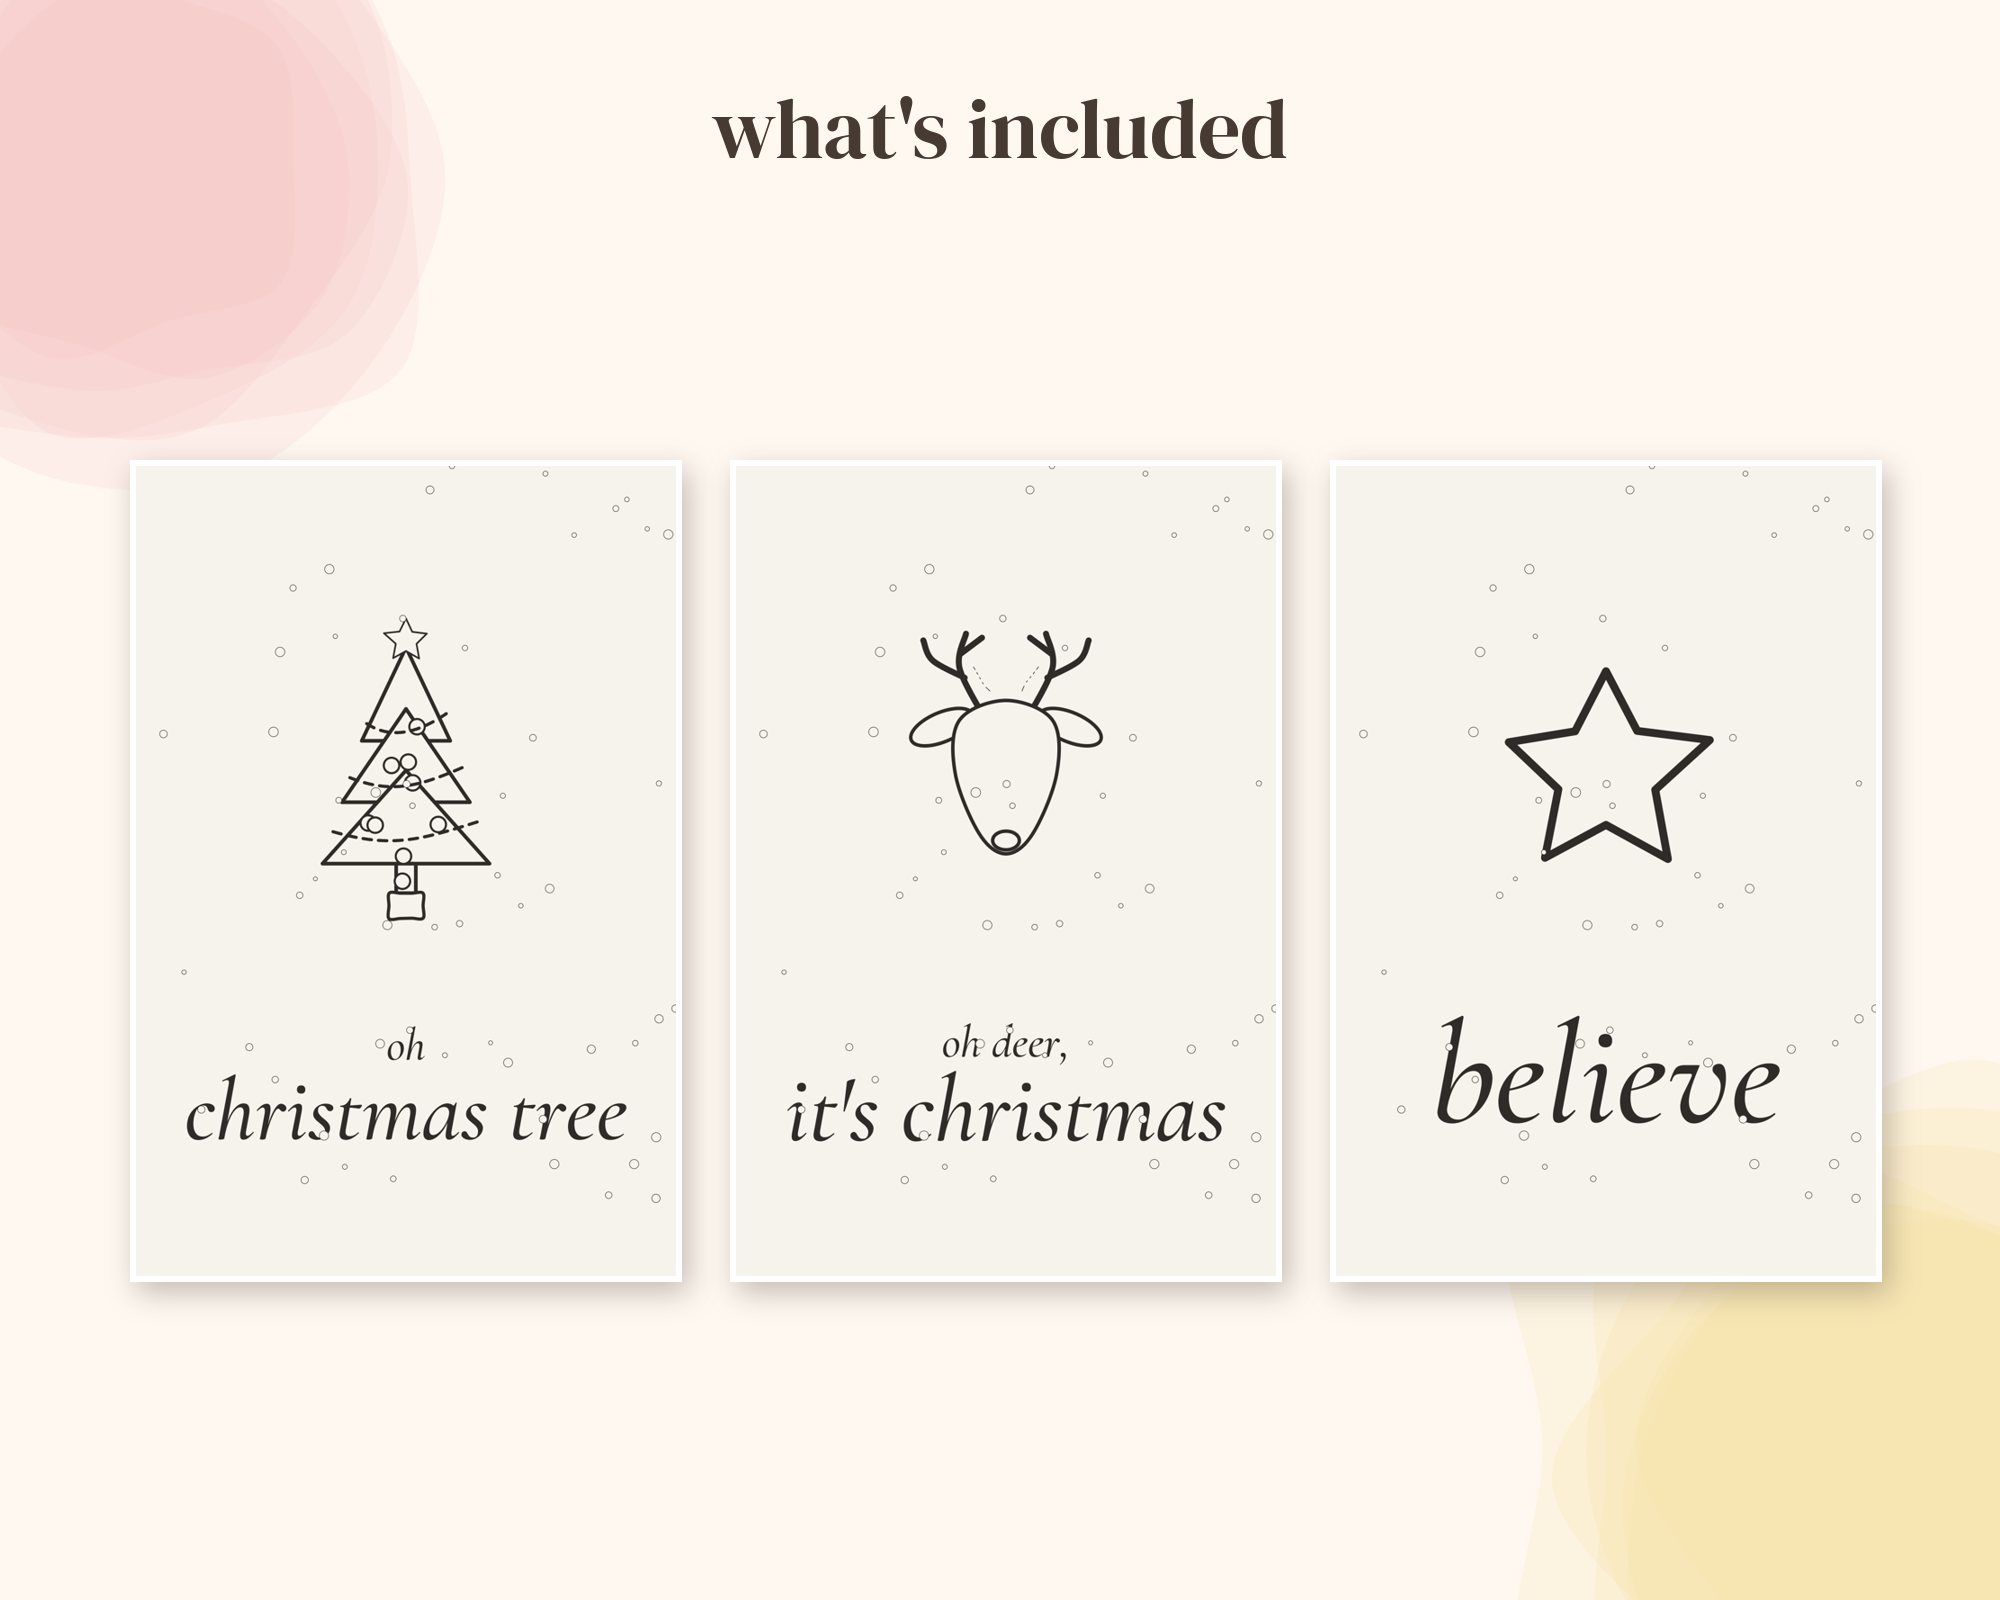 what's included
oh
christmas tree
oh deer,
it's christmas
believe